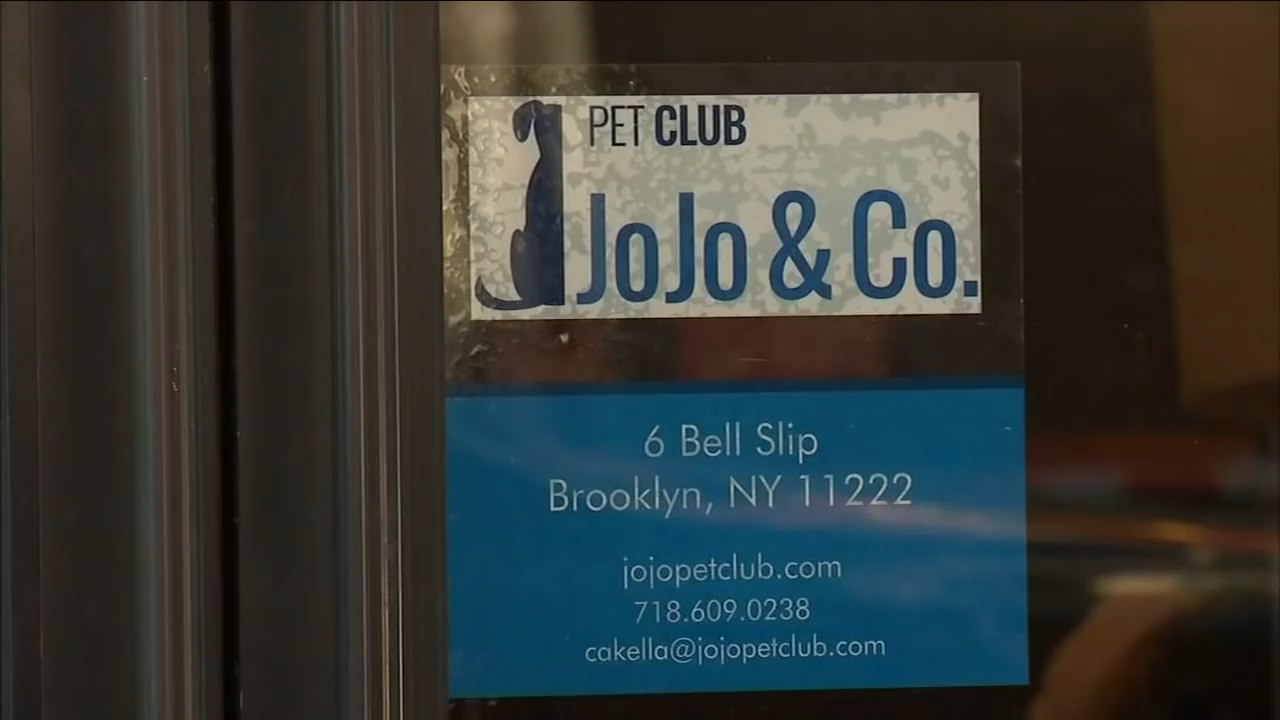 PET CLUB
JoJo & Co.
6 Bell Slip
Brooklyn, NY 11222
jojopetclub.com
718.609.0238
cakella@jojopetclub.com